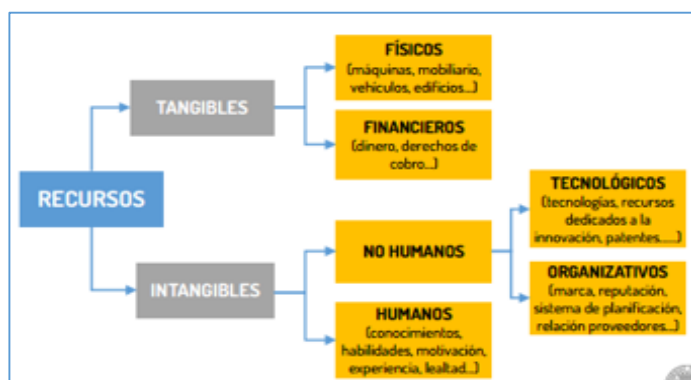 FÍSICOS
(máquinas, mobiliario,
vehículos, edificios...)
TANGIBLES
FINANCIEROS
(dinero, derechos de
cobro...)
RECURSOS
TECNOLÓGICOS
(tecnologías, recursos
dedicados a la
innovación, patentes......)
NO HUMANOS
INTANGIBLES
ORGANIZATIVOS
(marca, reputación,
sistema de planificación,
relación proveedores...)
HUMANOS
(conocimientos,
habilidades, motivación,
experiencia, lealtad...)